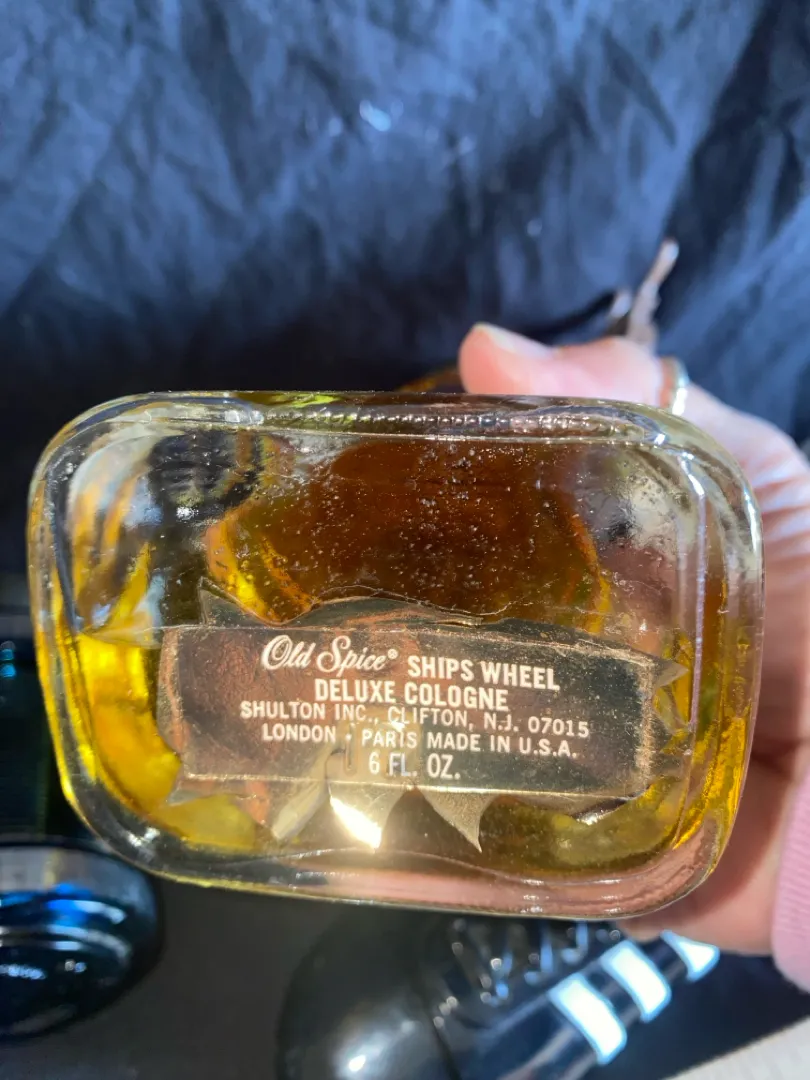 Old Spice® SHIPS WHEEL
DELUXE COLOGNE
SHULTON INC., CLIFTON, N.J. 07015
LONDON • PARIS MADE IN U.S.A.
6 FL. OZ.